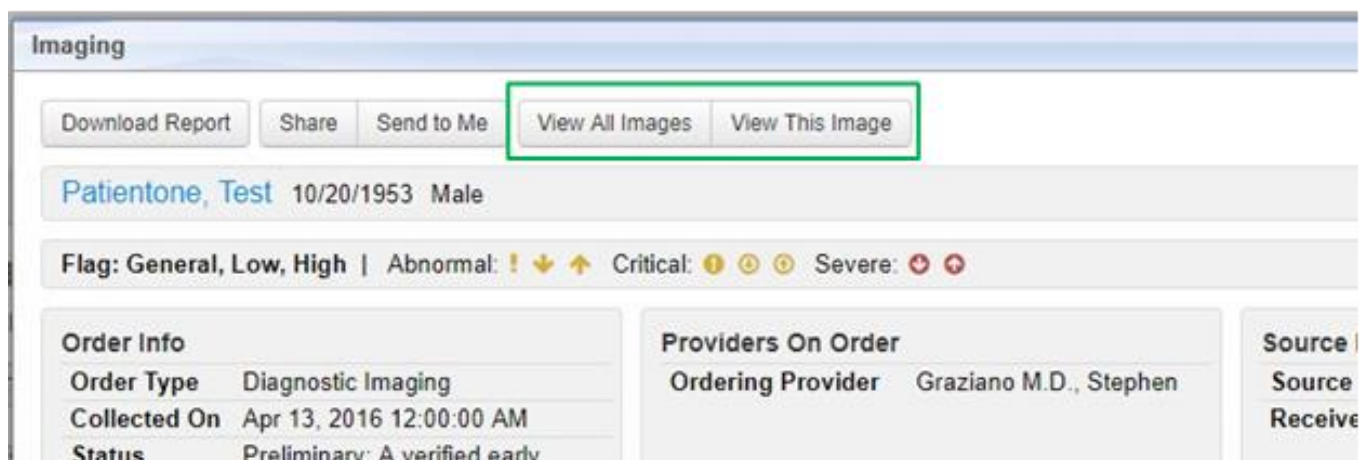 Imaging
Download Report Share Send to Me View All Images View This Image
Patientone, Test 10/20/1953 Male
Flag: General, Low, High | Abnormal: ! Critical: Severe:
Order Info
Order Type Diagnostic Imaging
Collected On Apr 13, 2016 12:00:00 AM
Status Preliminary: A verified early
Providers On Order
Ordering Provider Graziano M.D., Stephen
Source
Source
Receive